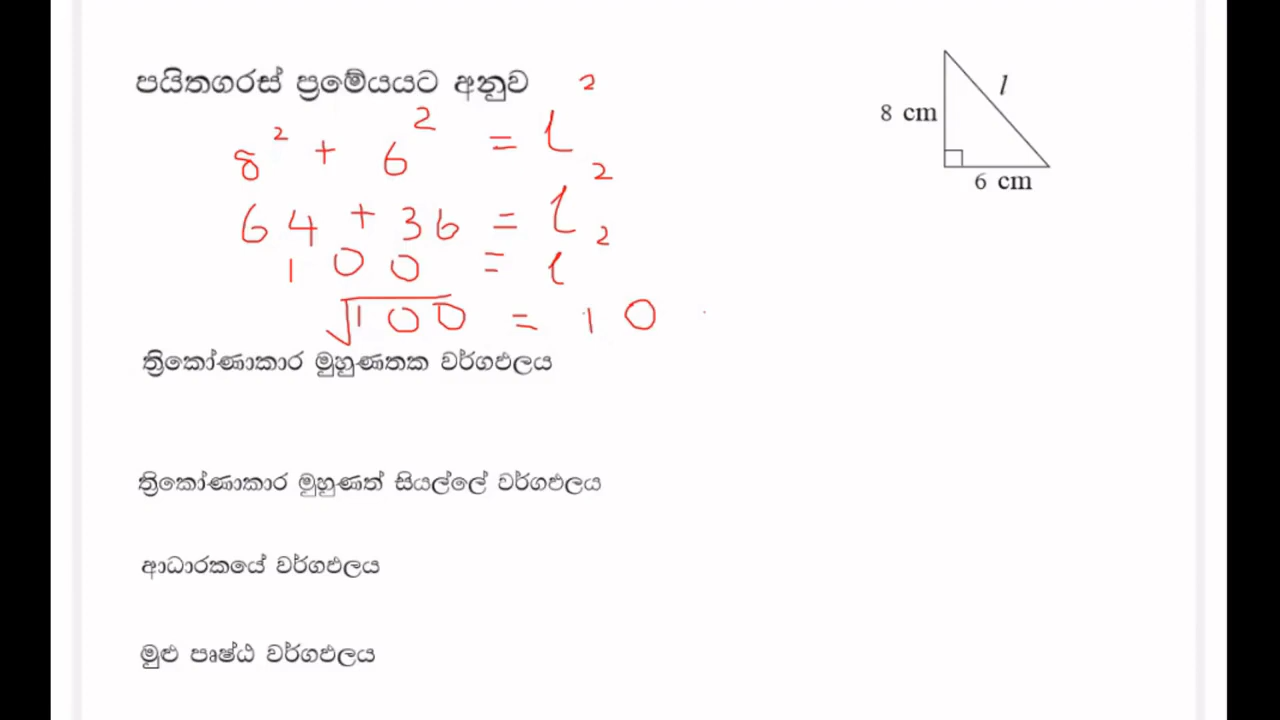 පයිතගරස් ප්‍රමේයයට අනුව
8² + 6² = l²
64 + 36 = l²
100 = l²
√100 = 10
8 cm
l
6 cm
ත්‍රිකෝණාකාර මුහුණතක වර්ගඵලය
ත්‍රිකෝණාකාර මුහුණත් සියල්ලේ වර්ගඵලය
ආධාරකයේ වර්ගඵලය
මුළු පෘෂ්ඨ වර්ගඵලය